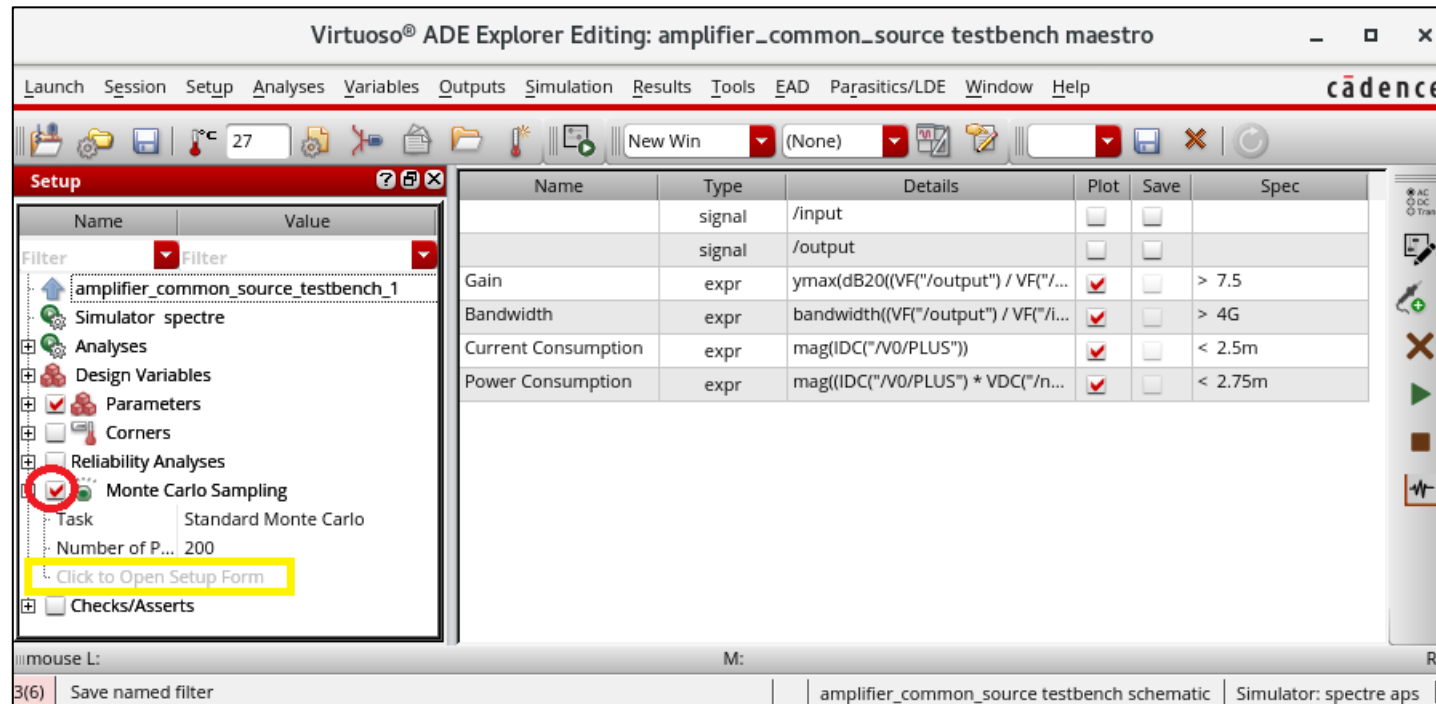 Virtuoso® ADE Explorer Editing: amplifier_common_source testbench maestro
Launch Session Setup Analyses Variables Outputs Simulation Results Tools EAD Parasitics/LDE Window Help
cādence
°C 27 New Win (None)
Setup
Name Value
Filter Filter
amplifier_common_source_testbench_1
Simulator spectre
Analyses
Design Variables
Parameters
Corners
Reliability Analyses
Monte Carlo Sampling
Task Standard Monte Carlo
Number of P... 200
Click to Open Setup Form
Checks/Asserts
Name Type Details Plot Save Spec
signal /input
signal /output
Gain expr ymax(dB20((VF("/output") / VF("/... > 7.5
Bandwidth expr bandwidth((VF("/output") / VF("/i... > 4G
Current Consumption expr mag(IDC("/V0/PLUS")) < 2.5m
Power Consumption expr mag((IDC("/V0/PLUS") * VDC("/n... < 2.75m
AC
DC
Tran
mouse L: M: R
3(6) Save named filter amplifier_common_source testbench schematic Simulator: spectre aps